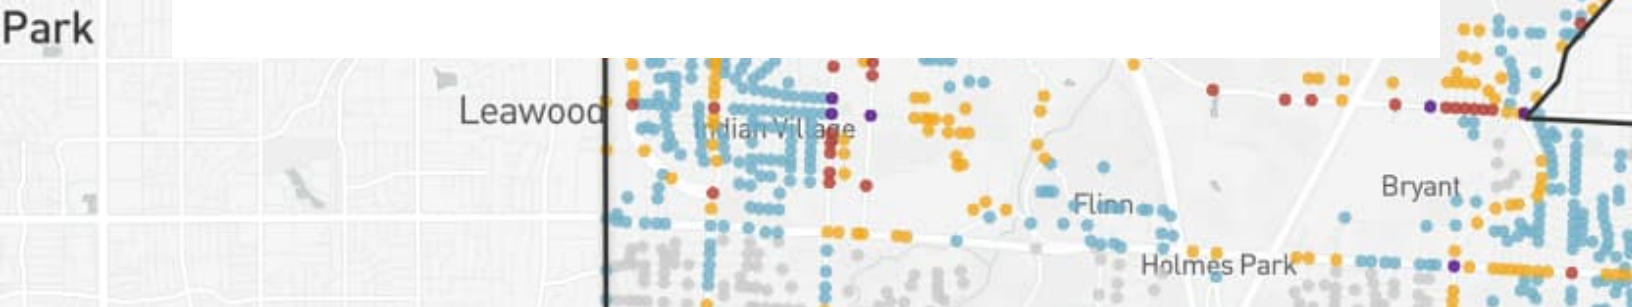 Park
Leawood
Indian Village
Flinn
Bryant
Holmes Park